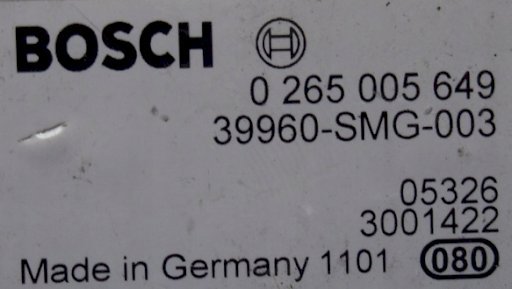 BOSCH
0 265 005 649
39960-SMG-003
05326
3001422
Made in Germany 1101 080